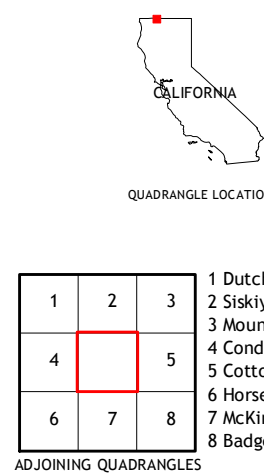 CALIFORNIA
QUADRANGLE LOCATIO
1 2 3
4 5
6 7 8
1 Dutch
2 Siskiy
3 Moun
4 Cond
5 Cotto
6 Horse
7 McKin
8 Badge
ADJOINING QUADRANGLES